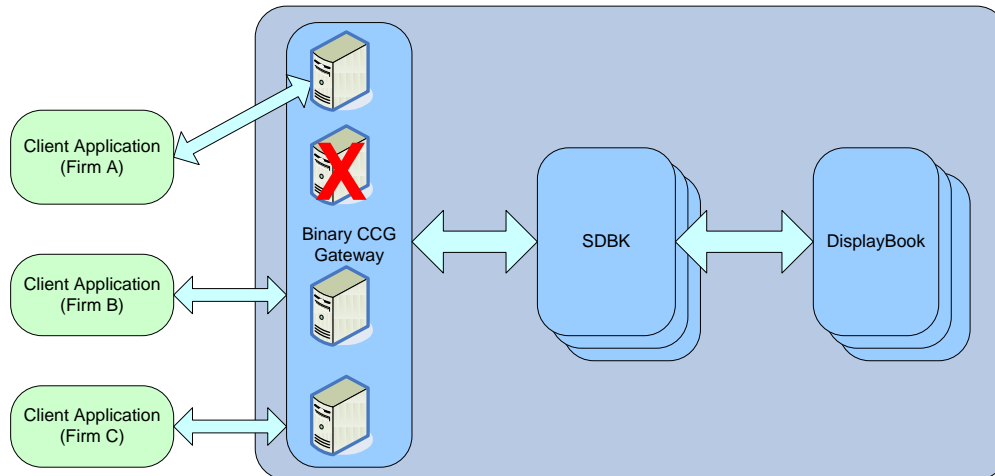 Client Application
(Firm A)
Binary CCG
Gateway
SDBK
DisplayBook
Client Application
(Firm B)
Client Application
(Firm C)